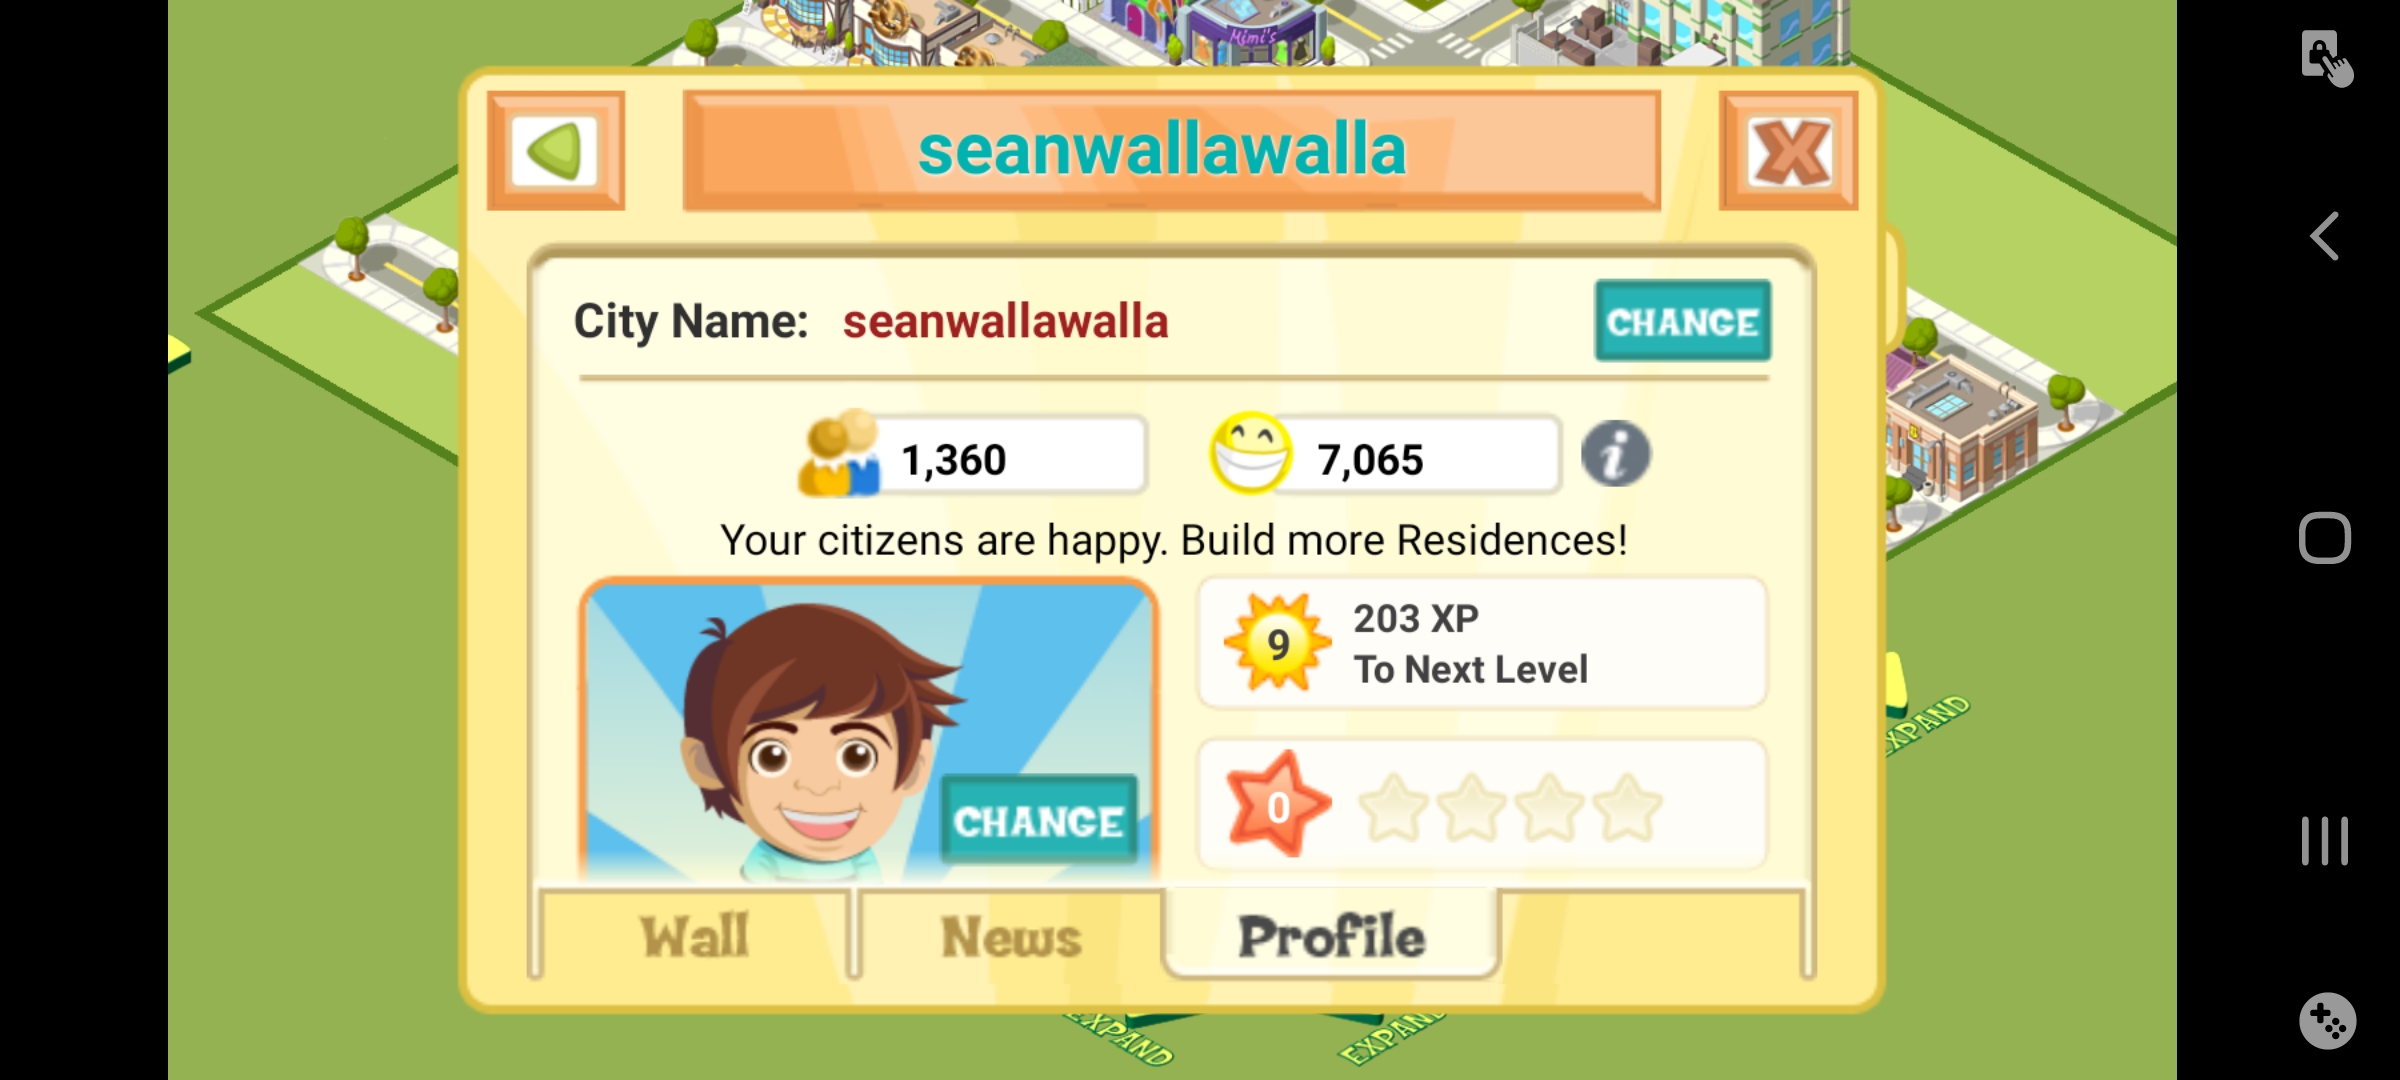 Mimi's
seanwallawalla
City Name: seanwallawalla
CHANGE
1,360
7,065
i
Your citizens are happy. Build more Residences!
9
203 XP
To Next Level
CHANGE
0
Wall
News
Profile
EXPAND
EXPAND
EXPAND